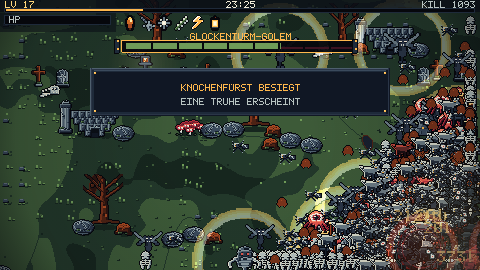 LV 17
23:25
KILL 1093
HP
GLOCKENTURM-GOLEM
KNOCHENFÜRST BESIEGT
EINE TRUHE ERSCHEINT